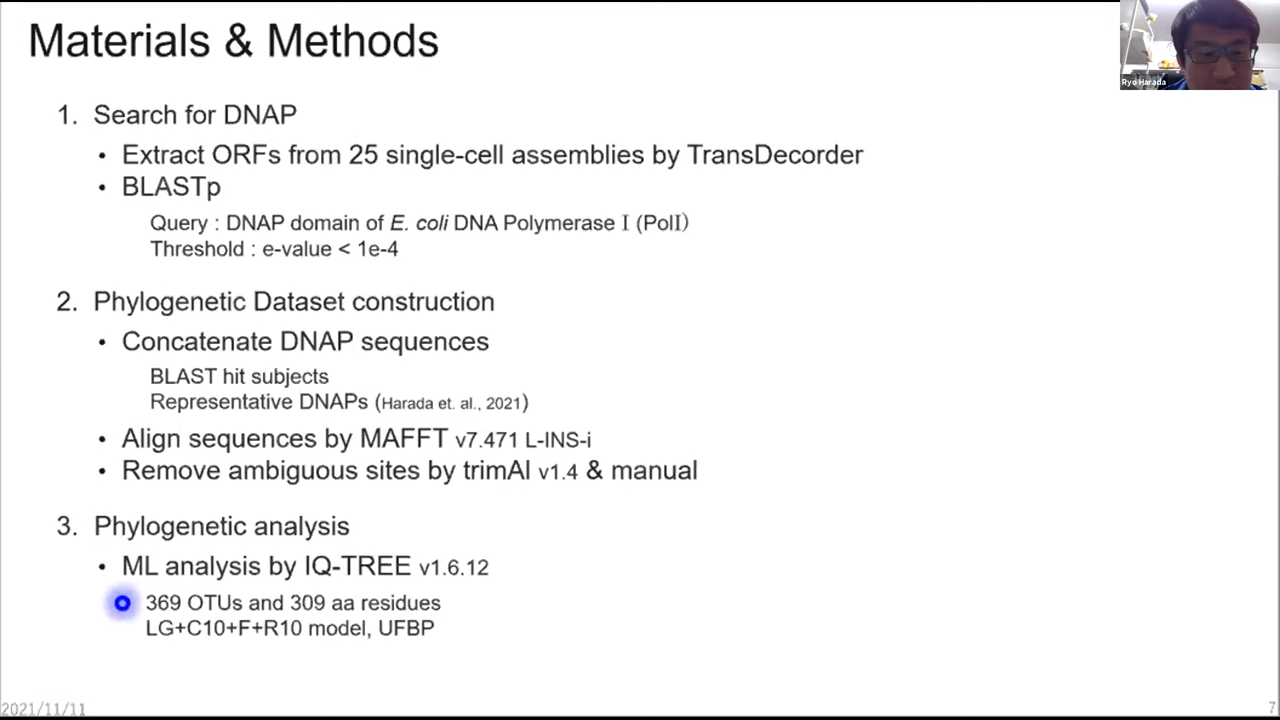 Materials & Methods
Ryo Harada
1. Search for DNAP
• Extract ORFs from 25 single-cell assemblies by TransDecorder
• BLASTp
Query : DNAP domain of E. coli DNA Polymerase I (PolI)
Threshold : e-value < 1e-4
2. Phylogenetic Dataset construction
• Concatenate DNAP sequences
BLAST hit subjects
Representative DNAPs (Harada et. al., 2021)
• Align sequences by MAFFT v7.471 L-INS-i
• Remove ambiguous sites by trimAl v1.4 & manual
3. Phylogenetic analysis
• ML analysis by IQ-TREE v1.6.12
369 OTUs and 309 aa residues
LG+C10+F+R10 model, UFBP
2021/11/11
7